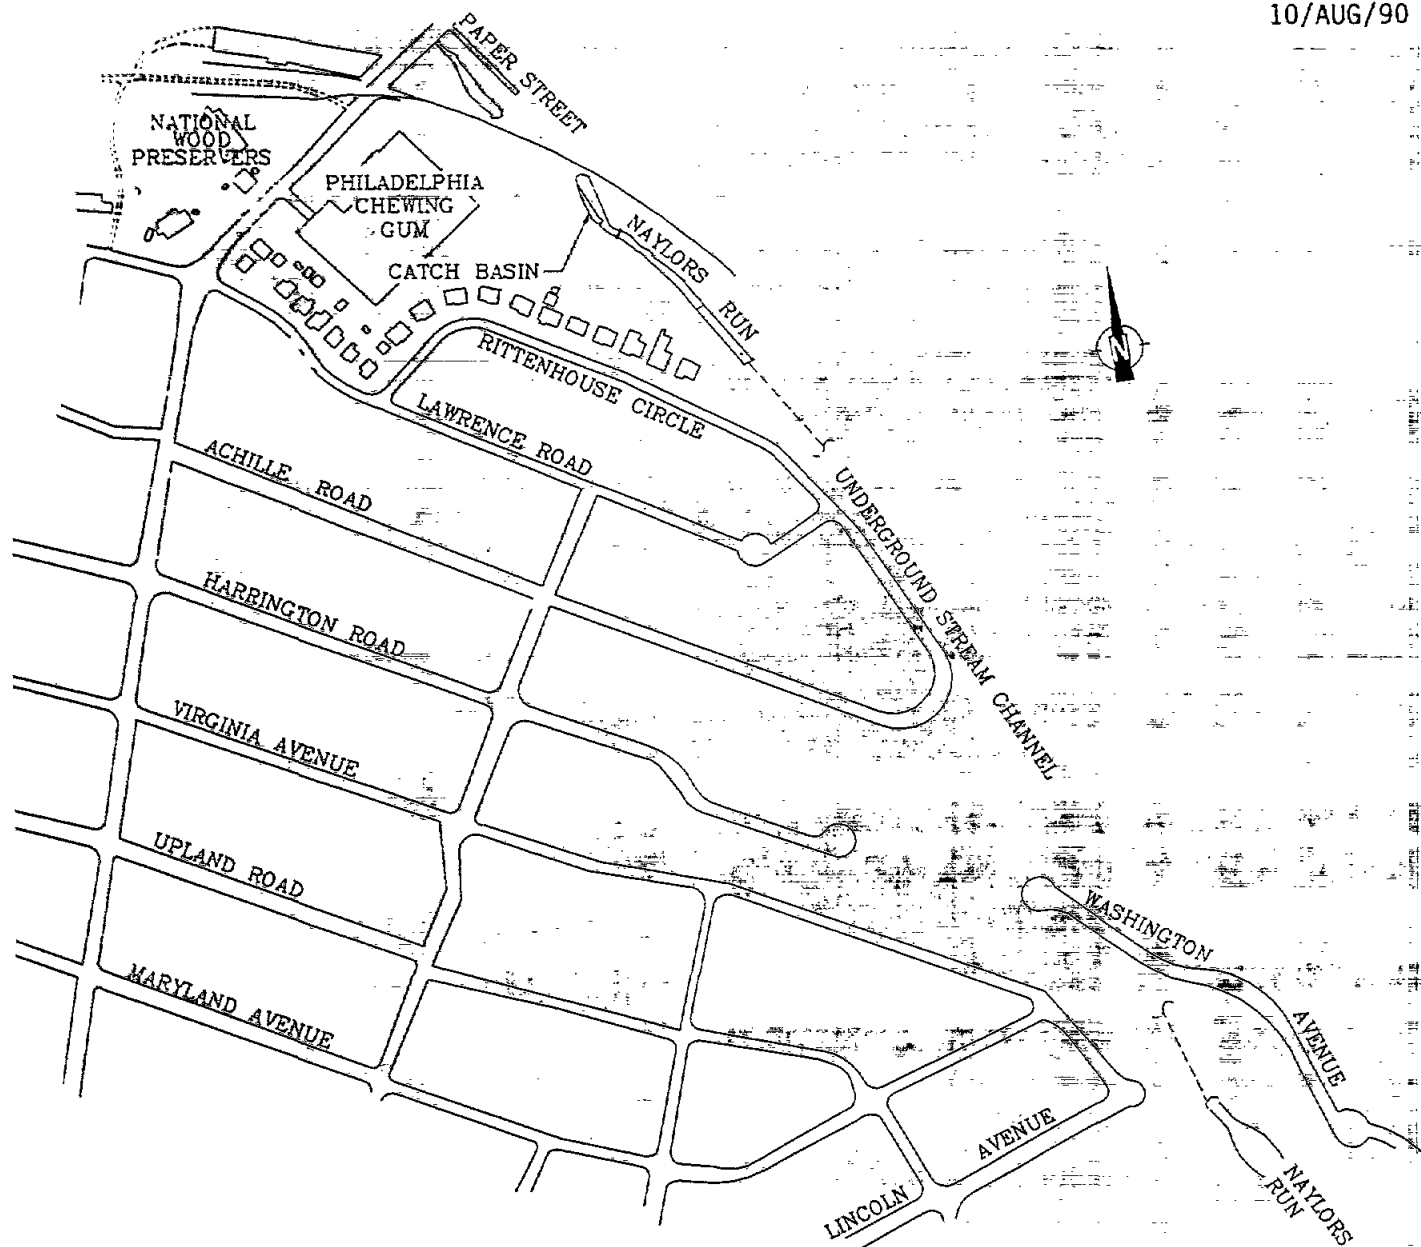 10/AUG/90
PAPER STREET
NATIONAL
WOOD
PRESERVERS
PHILADELPHIA
CHEWING
GUM
CATCH BASIN
NAYLORS RUN
RITTENHOUSE CIRCLE
LAWRENCE ROAD
ACHILLE ROAD
UNDERGROUND STREAM CHANNEL
N
HARRINGTON ROAD
VIRGINIA AVENUE
UPLAND ROAD
MARYLAND AVENUE
WASHINGTON AVENUE
LINCOLN AVENUE
NAYLORS
RUN